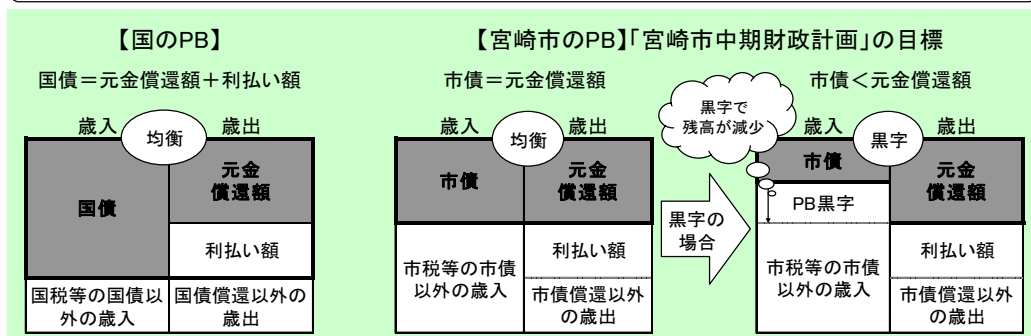 【国のPB】
国債＝元金償還額＋利払い額
歳入
均衡
歳出
国債
元金
償還額
利払い額
国税等の国債以
外の歳入
国債償還以外の
歳出
【宮崎市のPB】「宮崎市中期財政計画」の目標
市債＝元金償還額
歳入
均衡
歳出
市債
元金
償還額
市税等の市債
以外の歳入
利払い額
市債償還以外
の歳出
黒字の
場合
黒字で
残高が減少
市債＜元金償還額
歳入
黒字
歳出
市債
PB黒字
市税等の市債
以外の歳入
元金
償還額
利払い額
市債償還以外
の歳出